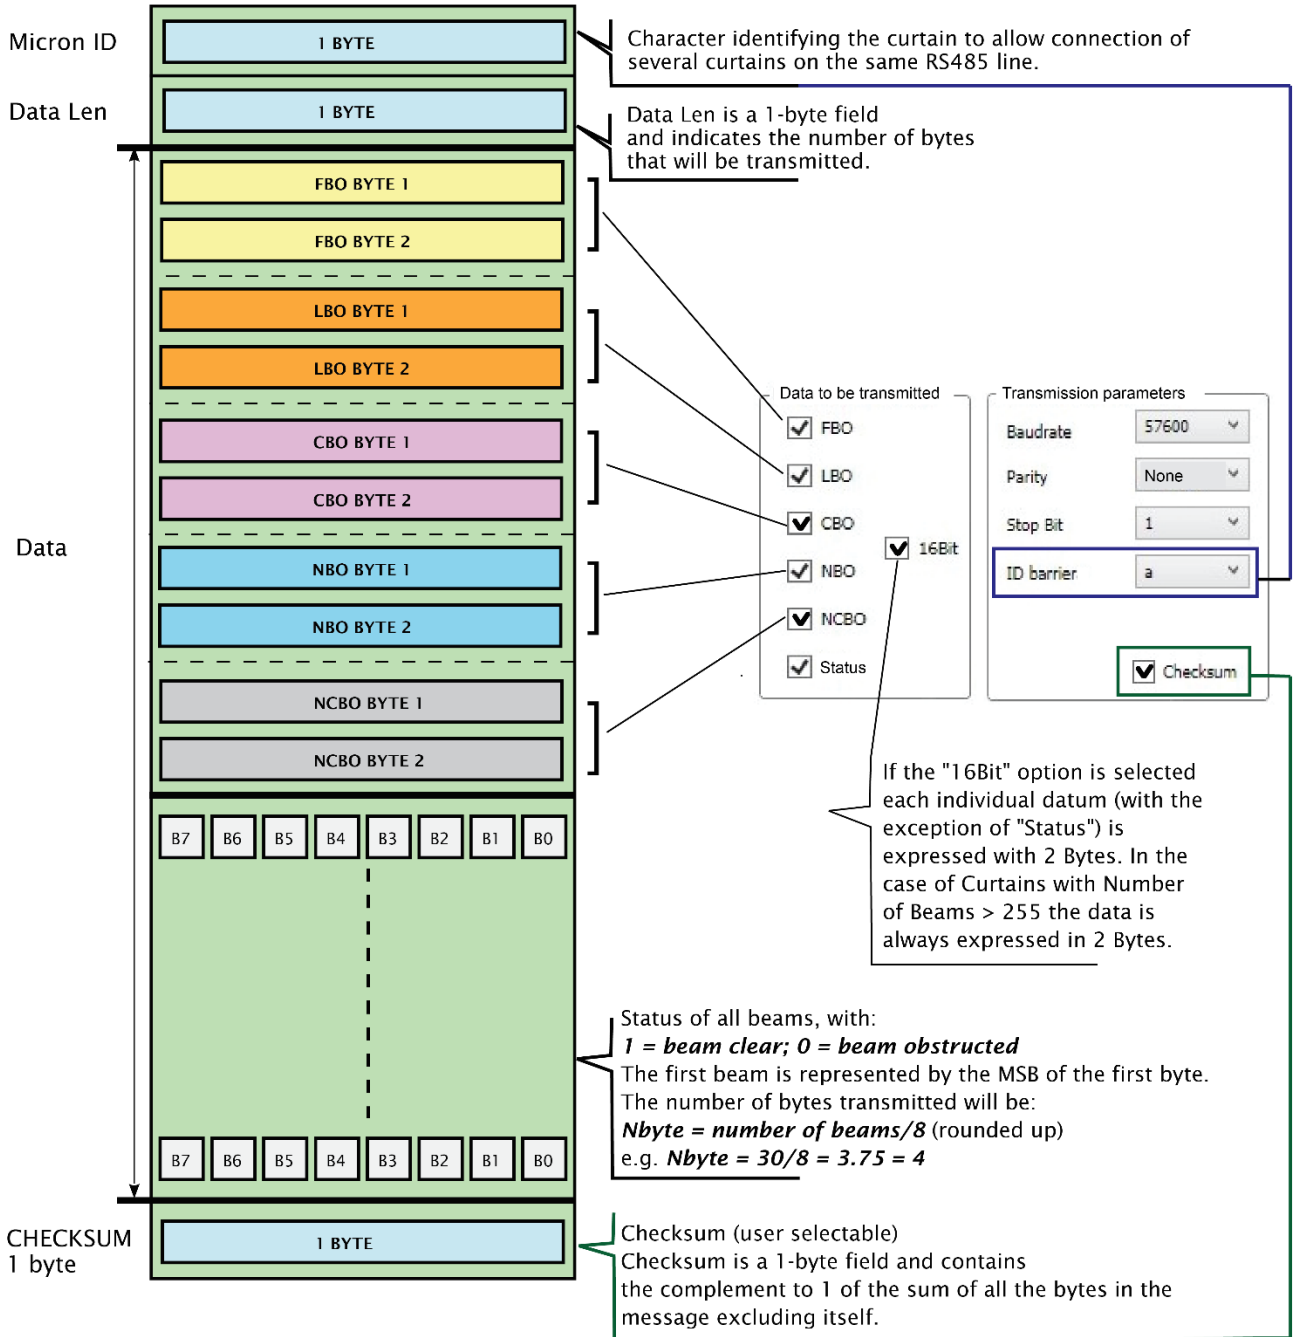 Micron ID
1 BYTE
Character identifying the curtain to allow connection of
several curtains on the same RS485 line.
Data Len
1 BYTE
Data Len is a 1-byte field
and indicates the number of bytes
that will be transmitted.
Data
FBO BYTE 1
FBO BYTE 2
LBO BYTE 1
LBO BYTE 2
CBO BYTE 1
CBO BYTE 2
NBO BYTE 1
NBO BYTE 2
NCBO BYTE 1
NCBO BYTE 2
Data to be transmitted
FBO
LBO
CBO
NBO
NCBO
Status
16Bit
Transmission parameters
Baudrate 57600
Parity None
Stop Bit 1
ID barrier a
Checksum
If the "16Bit" option is selected
each individual datum (with the
exception of "Status") is
expressed with 2 Bytes. In the
case of Curtains with Number
of Beams > 255 the data is
always expressed in 2 Bytes.
B7 B6 B5 B4 B3 B2 B1 B0
Status of all beams, with:
1 = beam clear; 0 = beam obstructed
The first beam is represented by the MSB of the first byte.
The number of bytes transmitted will be:
Nbyte = number of beams/8 (rounded up)
e.g. Nbyte = 30/8 = 3.75 = 4
B7 B6 B5 B4 B3 B2 B1 B0
CHECKSUM
1 byte
1 BYTE
Checksum (user selectable)
Checksum is a 1-byte field and contains
the complement to 1 of the sum of all the bytes in the
message excluding itself.